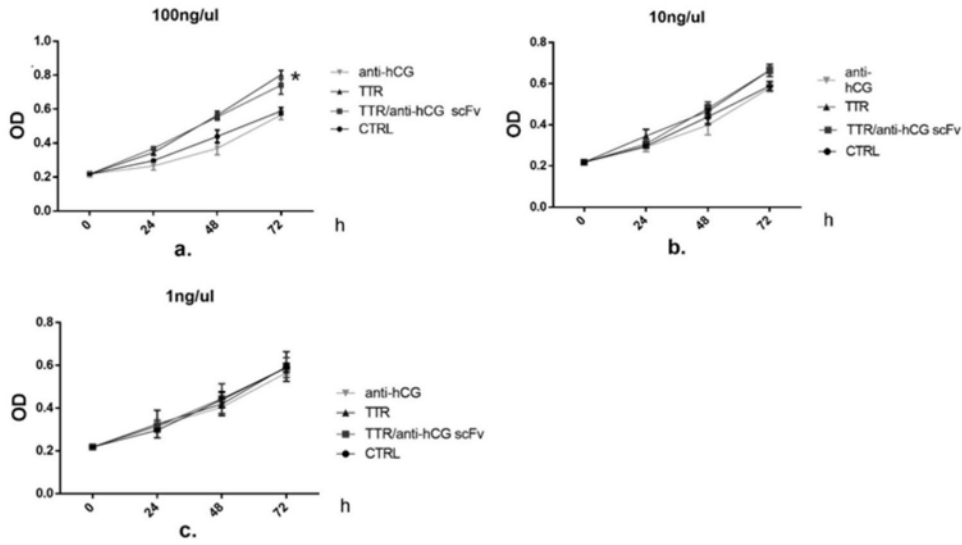 100ng/ul
1.0
0.8
0.6
0.4
0.2
0.0
OD
*
anti-hCG
TTR
TTR/anti-hCG scFv
CTRL
0
24
48
72
h
a.
10ng/ul
0.8
0.6
0.4
0.2
0.0
OD
anti-
hCG
TTR
TTR/anti-hCG scFv
CTRL
0
24
48
72
h
b.
1ng/ul
0.8
0.6
0.4
0.2
0.0
OD
anti-hCG
TTR
TTR/anti-hCG scFv
CTRL
0
24
48
72
h
c.